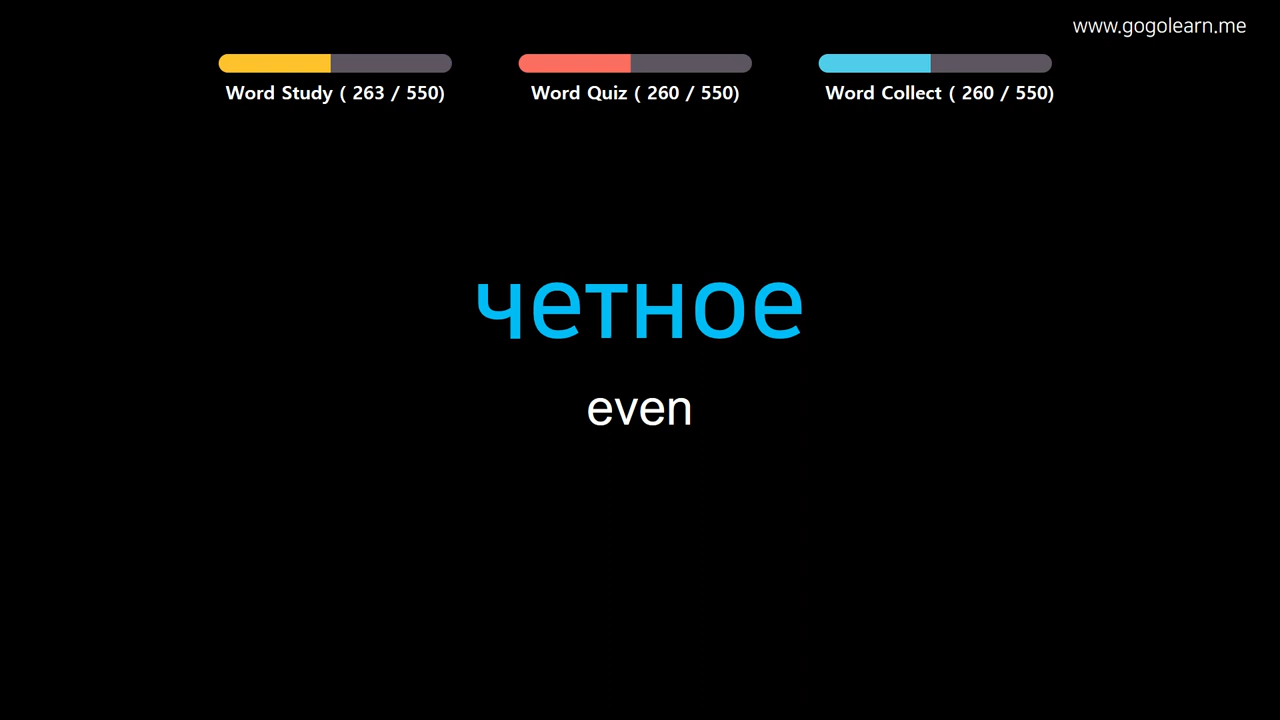 www.gogolearn.me
Word Study ( 263 / 550)
Word Quiz ( 260 / 550)
Word Collect ( 260 / 550)
четное
even